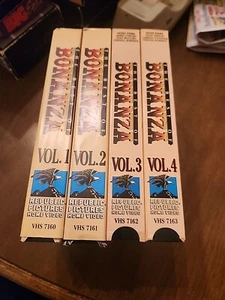 BONANZA
VOL. 1
REPUBLIC
PICTURES
HOME VIDEO
VHS 7160
BONANZA
VOL. 2
REPUBLIC
PICTURES
HOME VIDEO
VHS 7161
BONANZA
VOL. 3
REPUBLIC
PICTURES
HOME VIDEO
VHS 7162
BONANZA
VOL. 4
REPUBLIC
PICTURES
HOME VIDEO
VHS 7163